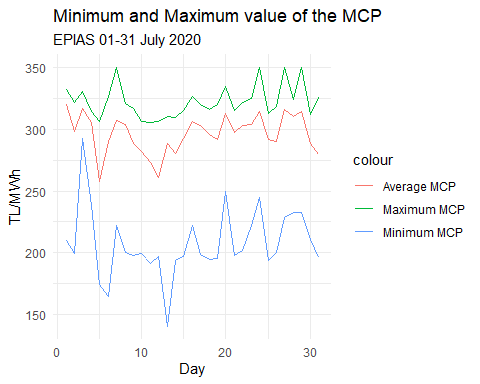 Minimum and Maximum value of the MCP
EPIAS 01-31 July 2020
350
300
250
200
150
TL/MWh
0
10
20
30
Day
colour
Average MCP
Maximum MCP
Minimum MCP